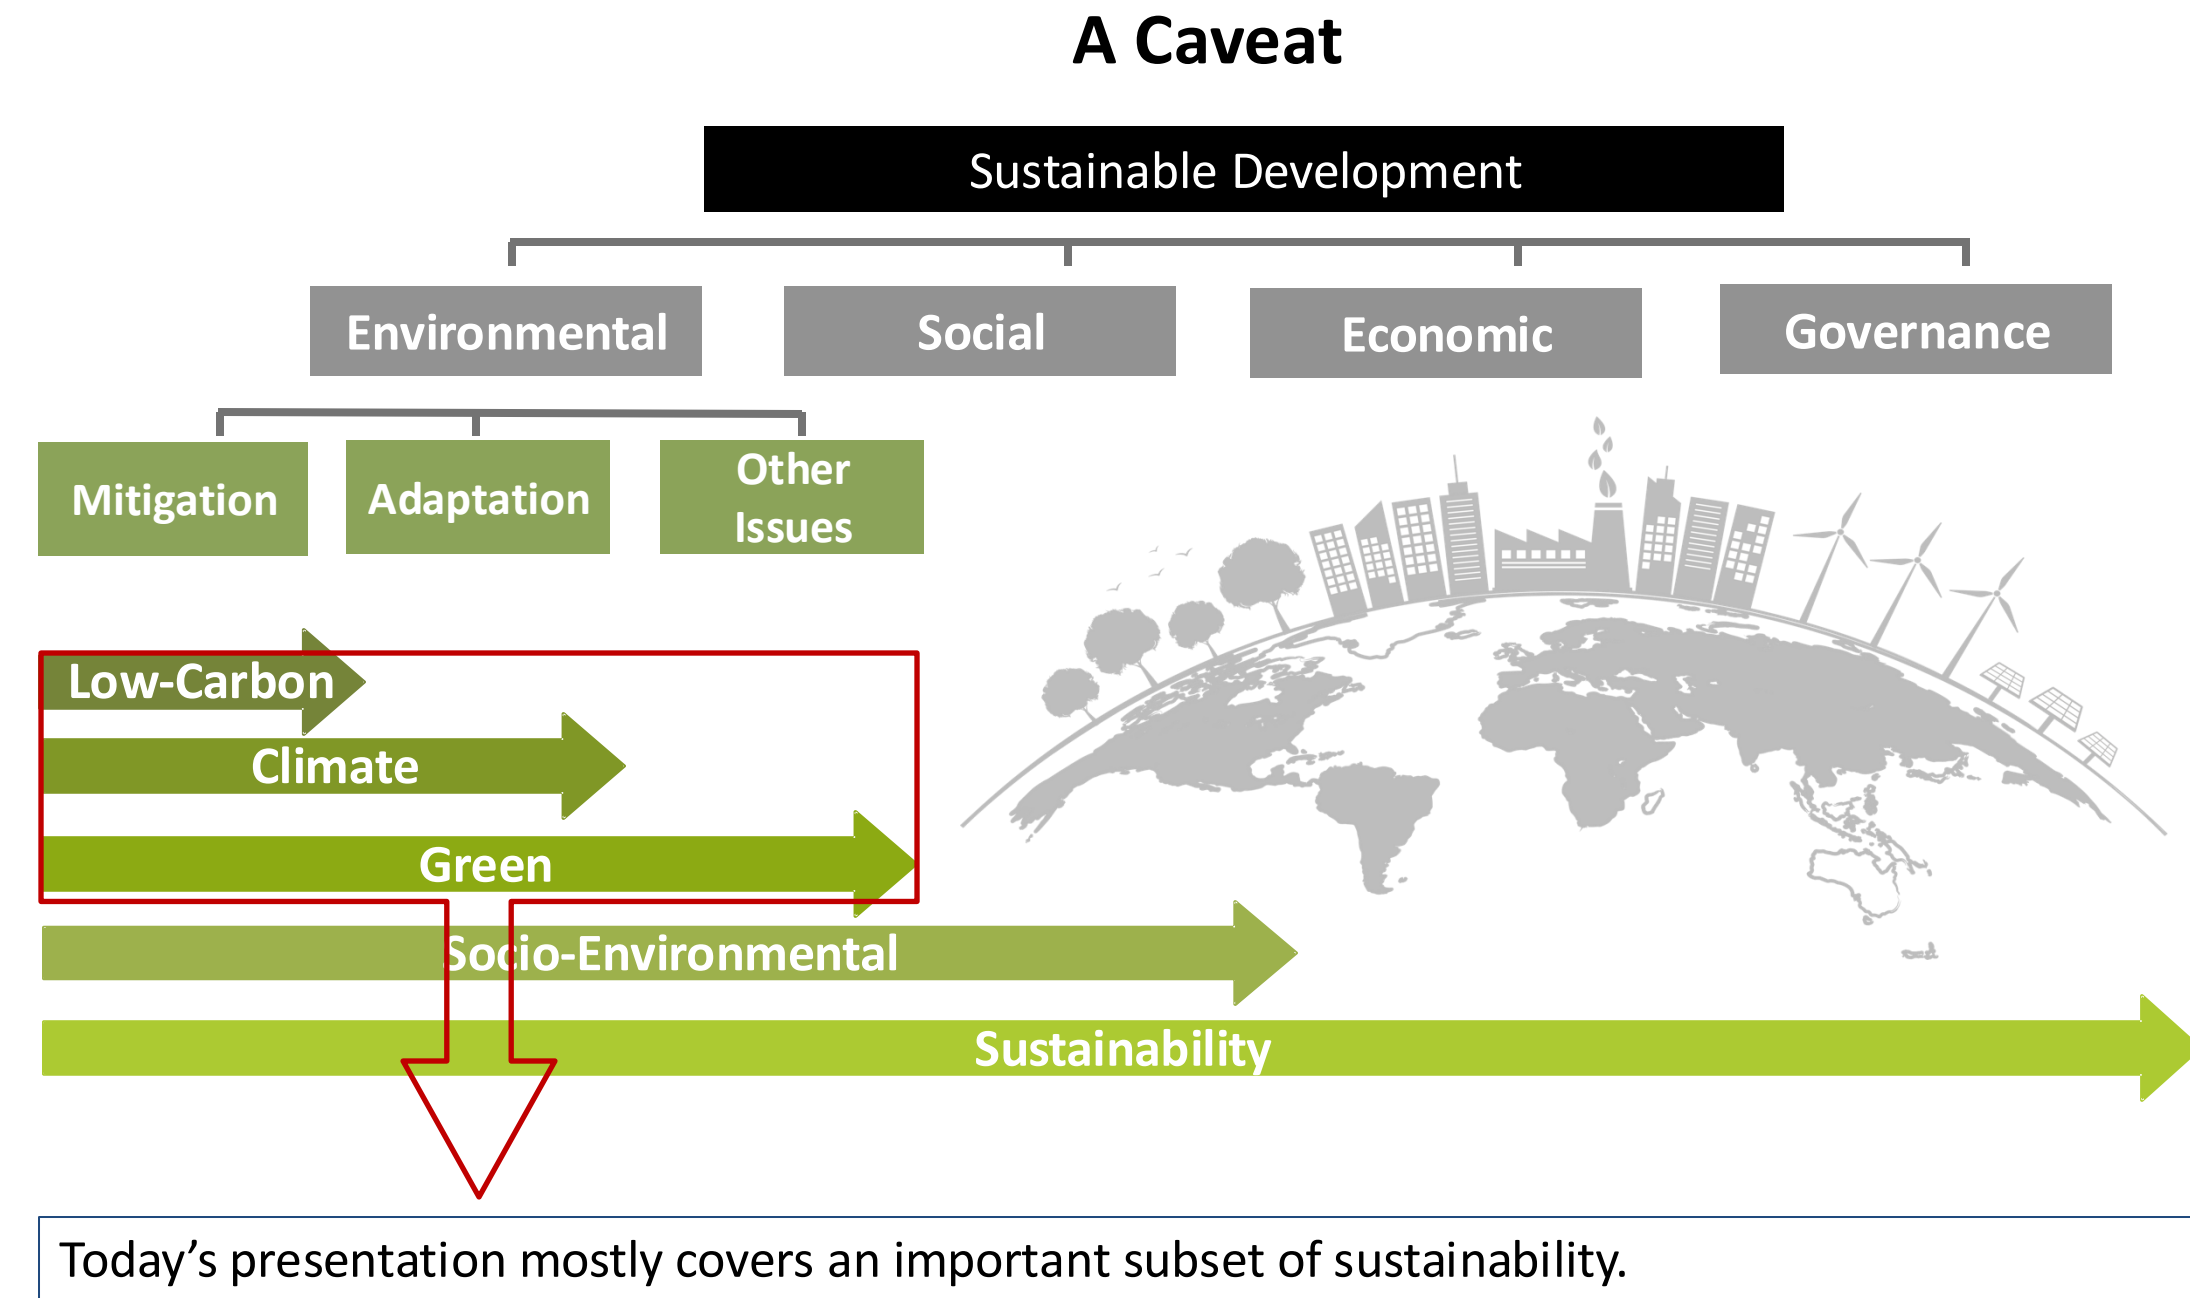 A Caveat
Sustainable Development
Environmental
Social
Economic
Governance
Mitigation
Adaptation
Other
Issues
Low-Carbon
Climate
Green
Socio-Environmental
Sustainability
Today’s presentation mostly covers an important subset of sustainability.